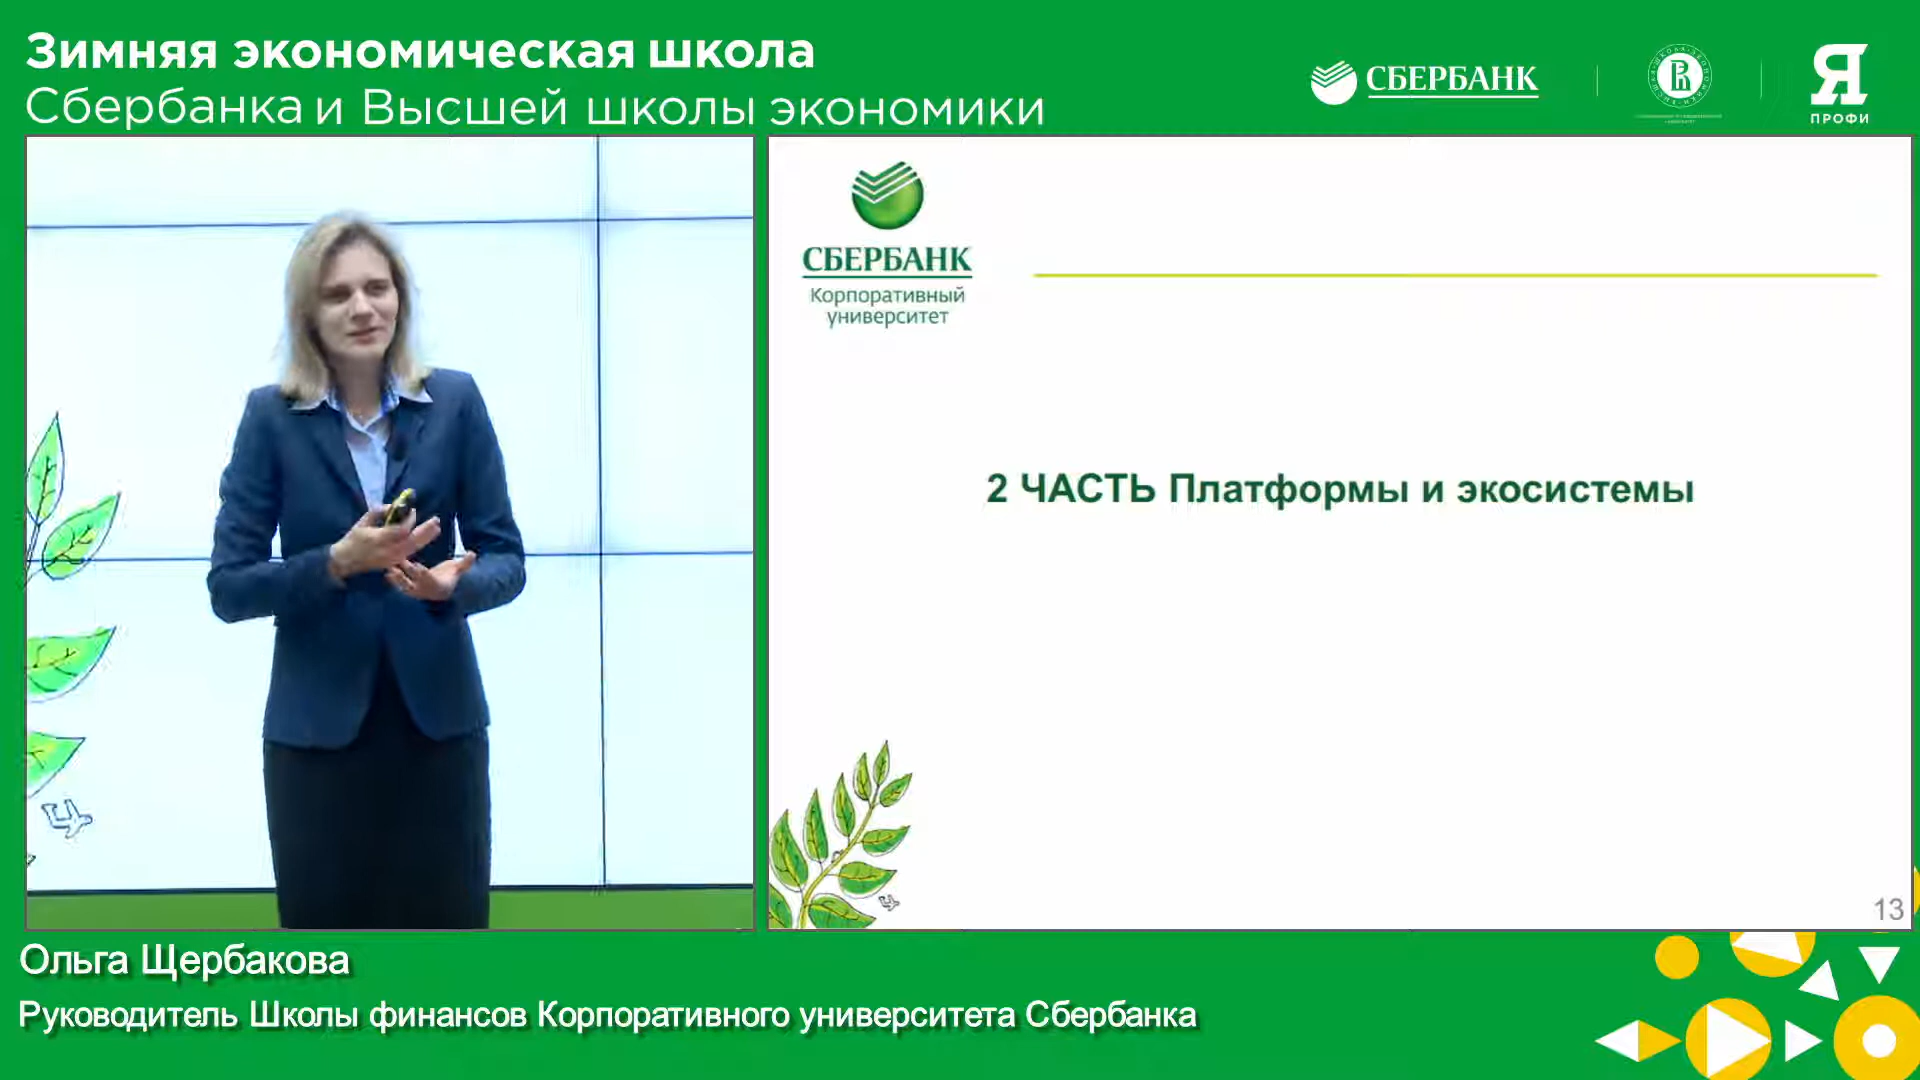 Зимняя экономическая школа
Сбербанка и Высшей школы экономики
СБЕРБАНК
Я
ПРОФИ
СБЕРБАНК
Корпоративный
университет
2 ЧАСТЬ Платформы и экосистемы
13
Ольга Щербакова
Руководитель Школы финансов Корпоративного университета Сбербанка